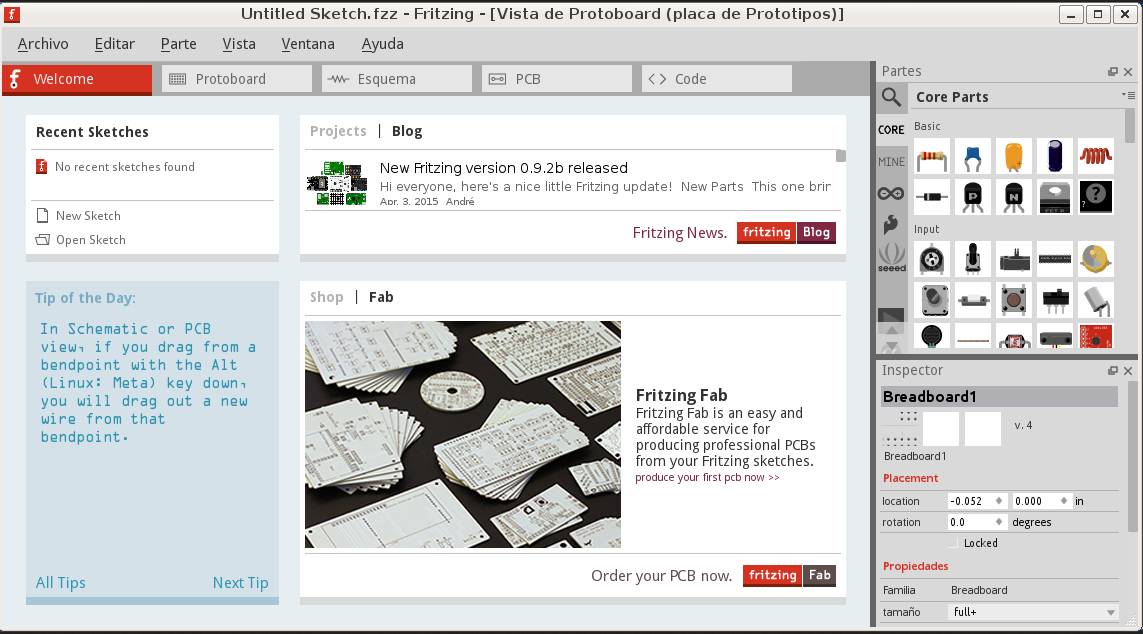 Untitled Sketch.fzz - Fritzing - [Vista de Protoboard (placa de Prototipos)]
Archivo Editar Parte Vista Ventana Ayuda
Welcome Protoboard Esquema PCB Code
Recent Sketches
No recent sketches found
New Sketch
Open Sketch
Projects | Blog
New Fritzing version 0.9.2b released
Hi everyone, here's a nice little Fritzing update! New Parts This one brin
Apr. 3, 2015 André
Fritzing News. fritzing Blog
Tip of the Day:
In Schematic or PCB
view, if you drag from a
bendpoint with the Alt
(Linux: Meta) key down,
you will drag out a new
wire from that
bendpoint.
All Tips Next Tip
Shop | Fab
Fritzing Fab
Fritzing Fab is an easy and
affordable service for
producing professional PCBs
from your Fritzing sketches.
produce your first pcb now >>
Order your PCB now. fritzing Fab
Partes
Core Parts
CORE
MINE
seeed
Basic
P N ?
Input
Inspector
Breadboard1
v. 4
Breadboard1
Placement
location -0.052 0.000 in
rotation 0.0 degrees
Locked
Propiedades
Familia Breadboard
tamaño full+